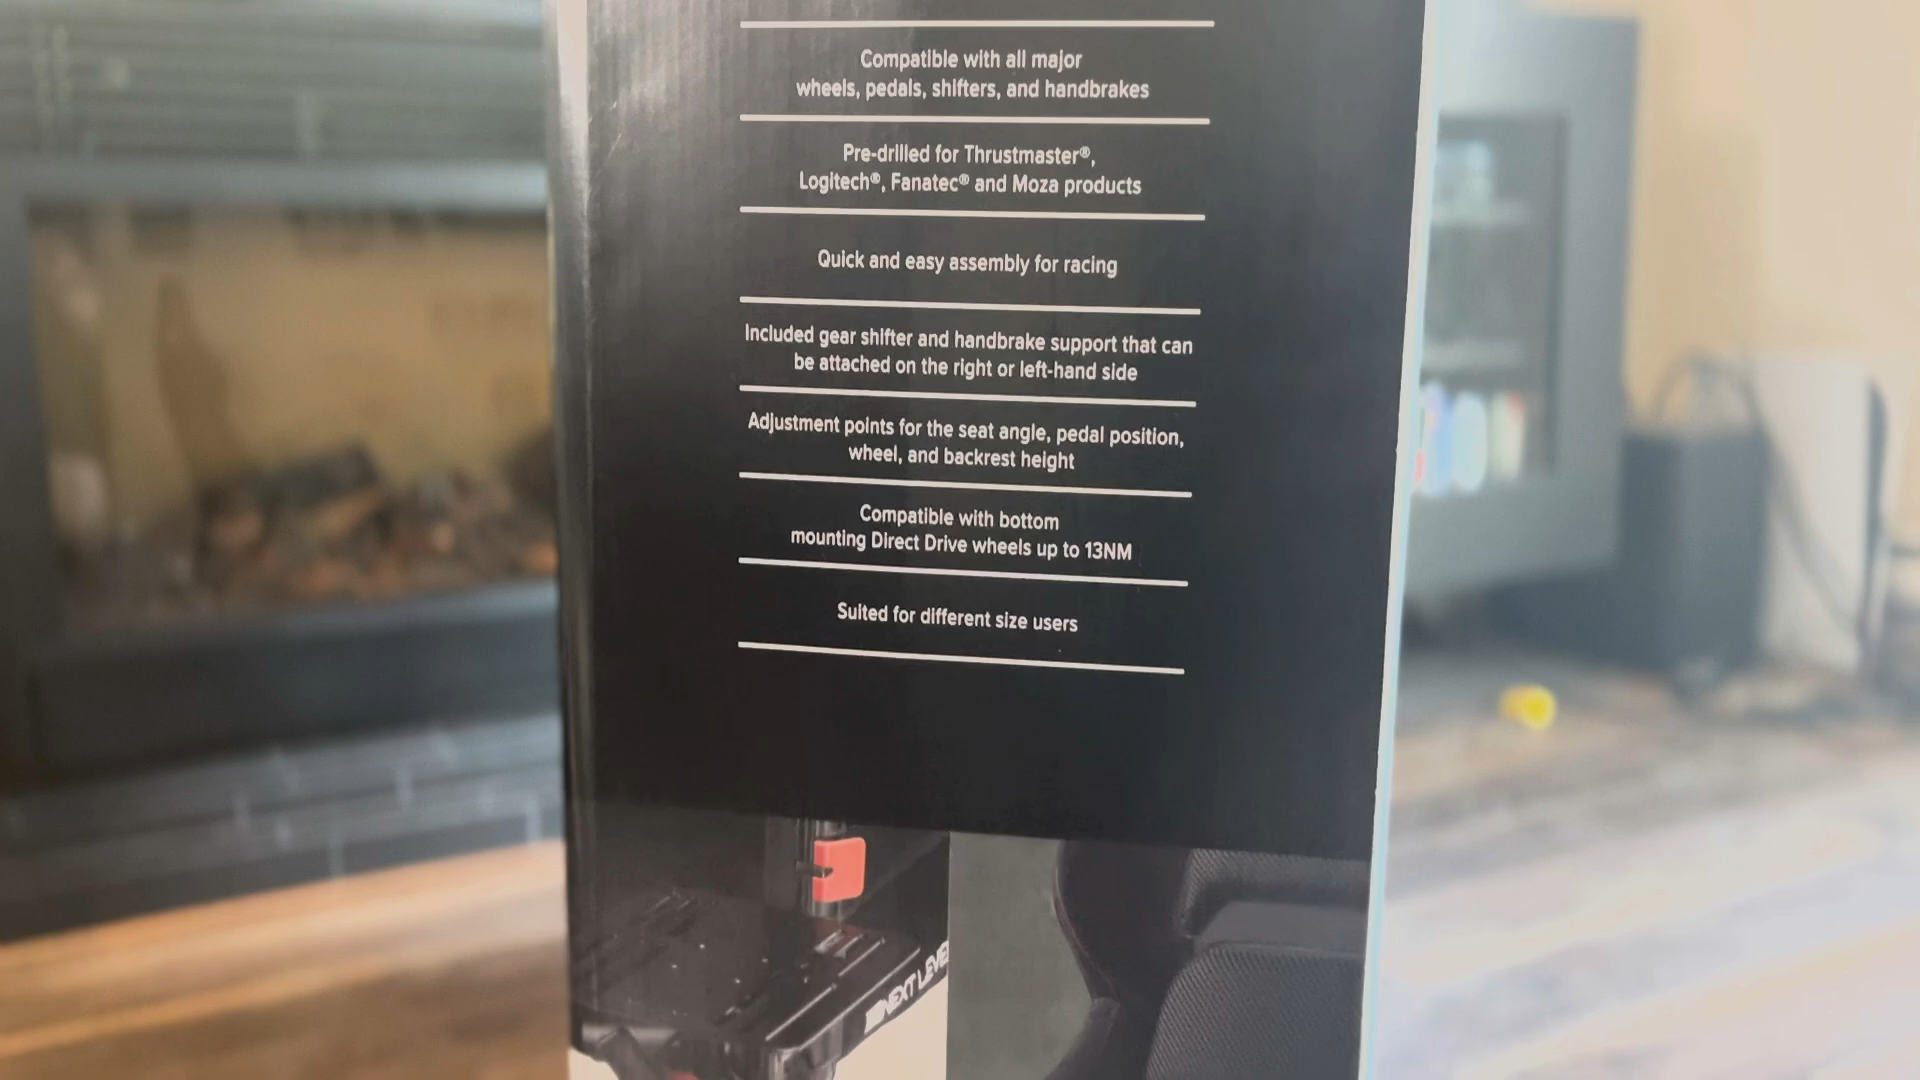 Compatible with all major
wheels, pedals, shifters, and handbrakes
Pre-drilled for Thrustmaster®,
Logitech®, Fanatec® and Moza products
Quick and easy assembly for racing
Included gear shifter and handbrake support that can
be attached on the right or left-hand side
Adjustment points for the seat angle, pedal position,
wheel, and backrest height
Compatible with bottom
mounting Direct Drive wheels up to 13NM
Suited for different size users
NEXT LEVEL